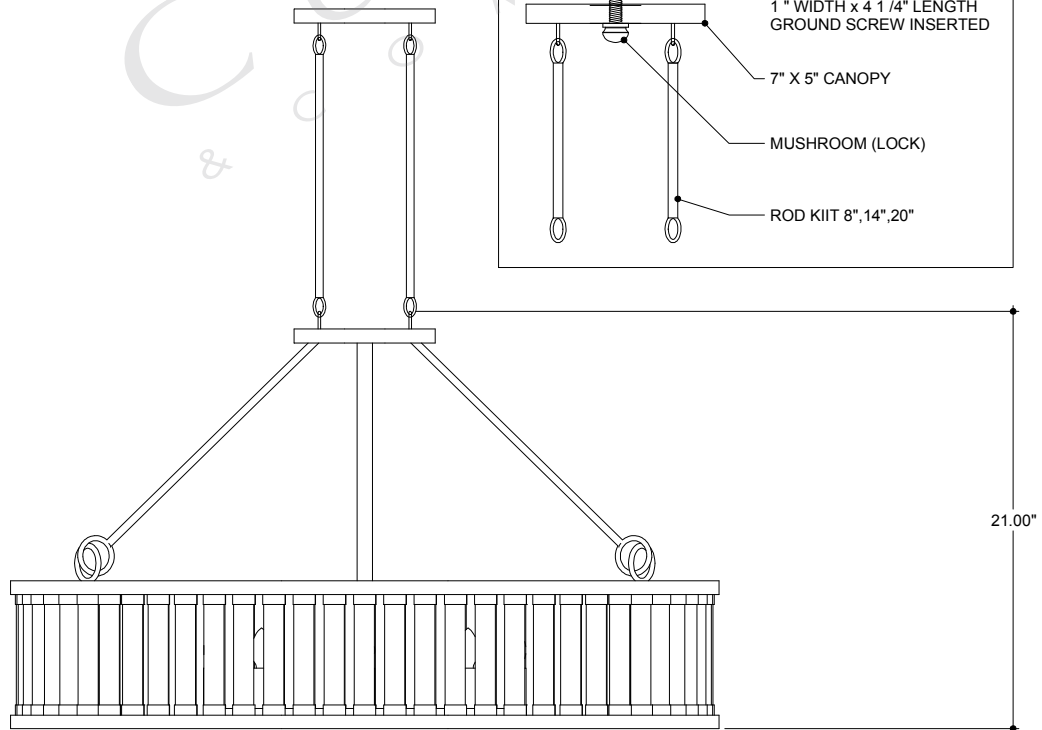 1 " WIDTH x 4 1 /4" LENGTH
GROUND SCREW INSERTED
7" X 5" CANOPY
MUSHROOM (LOCK)
ROD KIIT 8",14",20"
21.00"
&